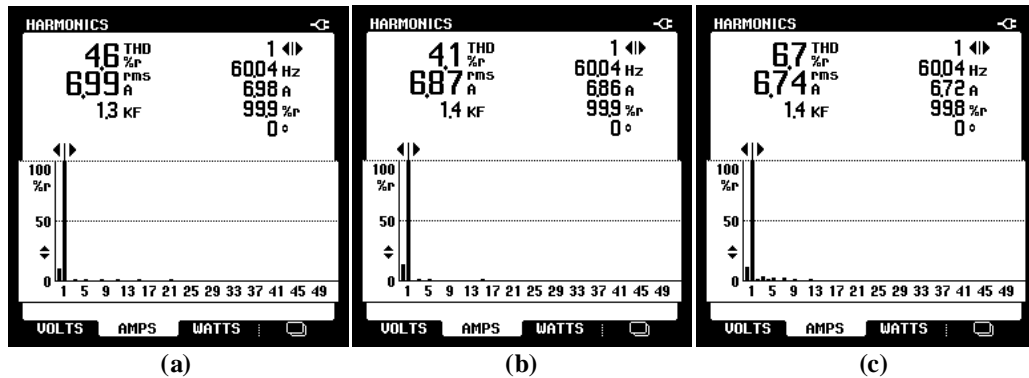 HARMONICS
4.6 THD %r
6.99 rms A
1.3 KF
1
60.04 Hz
6.98 A
99.9 %r
0 °
100
%r
50
0
1 5 9 13 17 21 25 29 33 37 41 45 49
VOLTS AMPS WATTS
(a)
HARMONICS
4.1 THD %r
6.87 rms A
1.4 KF
1
60.04 Hz
6.86 A
99.9 %r
0 °
100
%r
50
0
1 5 9 13 17 21 25 29 33 37 41 45 49
VOLTS AMPS WATTS
(b)
HARMONICS
6.7 THD %r
6.74 rms A
1.4 KF
1
60.04 Hz
6.72 A
99.8 %r
0 °
100
%r
50
0
1 5 9 13 17 21 25 29 33 37 41 45 49
VOLTS AMPS WATTS
(c)